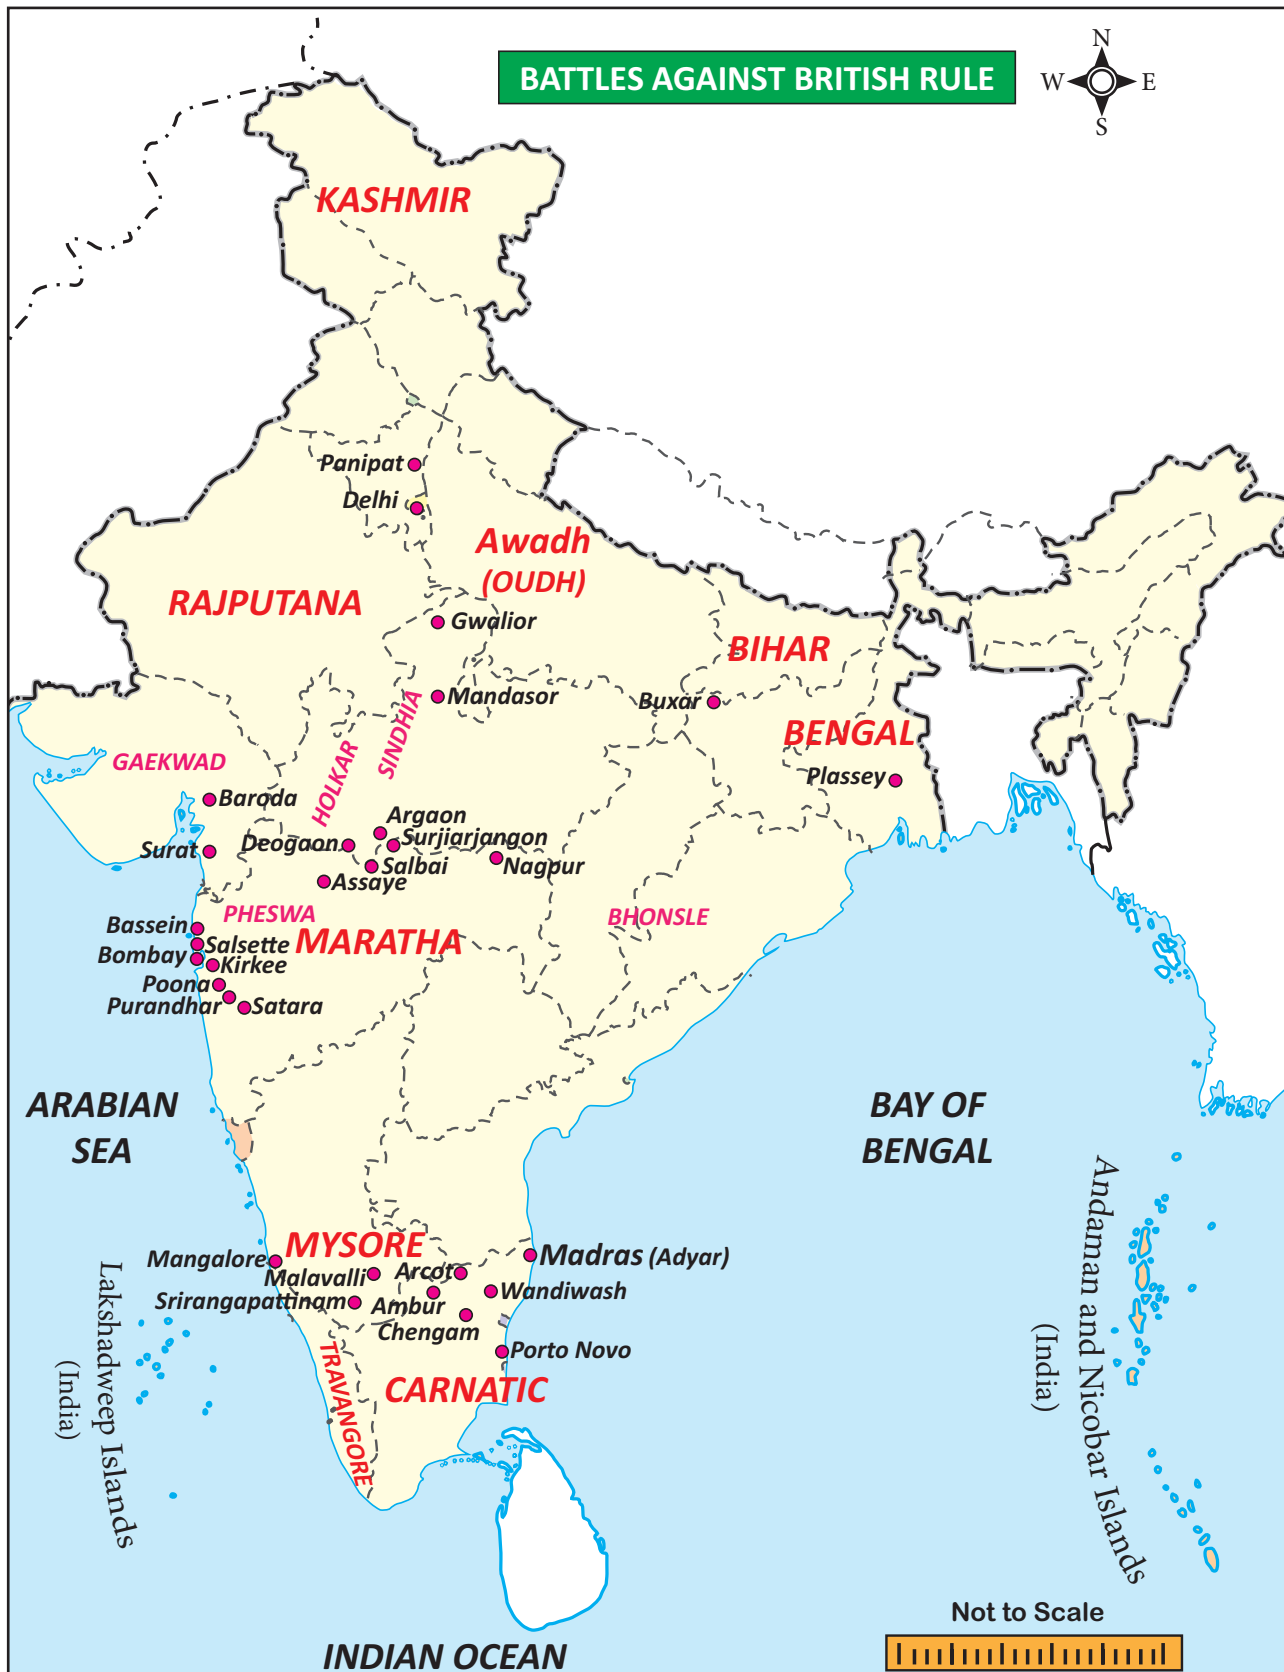 BATTLES AGAINST BRITISH RULE
N
W E
S
KASHMIR
Panipat
Delhi
Awadh
(OUDH)
RAJPUTANA
Gwalior
BIHAR
Mandasor
Buxar
SINDHIA
BENGAL
GAEKWAD
HOLKAR
Plassey
Baroda
Argaon
Deogaon
Surjiarjangon
Surat
Salbai
Nagpur
Assaye
PHESWA
BHONSLE
Bassein
MARATHA
Salsette
Bombay
Kirkee
Poona
Purandhar
Satara
ARABIAN
SEA
BAY OF
BENGAL
Andaman and Nicobar Islands
(India)
MYSORE
Madras (Adyar)
Mangalore
Malavalli
Arcot
Srirangapattinam
Ambur
Wandiwash
Chengam
Porto Novo
Lakshadweep Islands
(India)
TRAVANGORE
CARNATIC
Not to Scale
INDIAN OCEAN